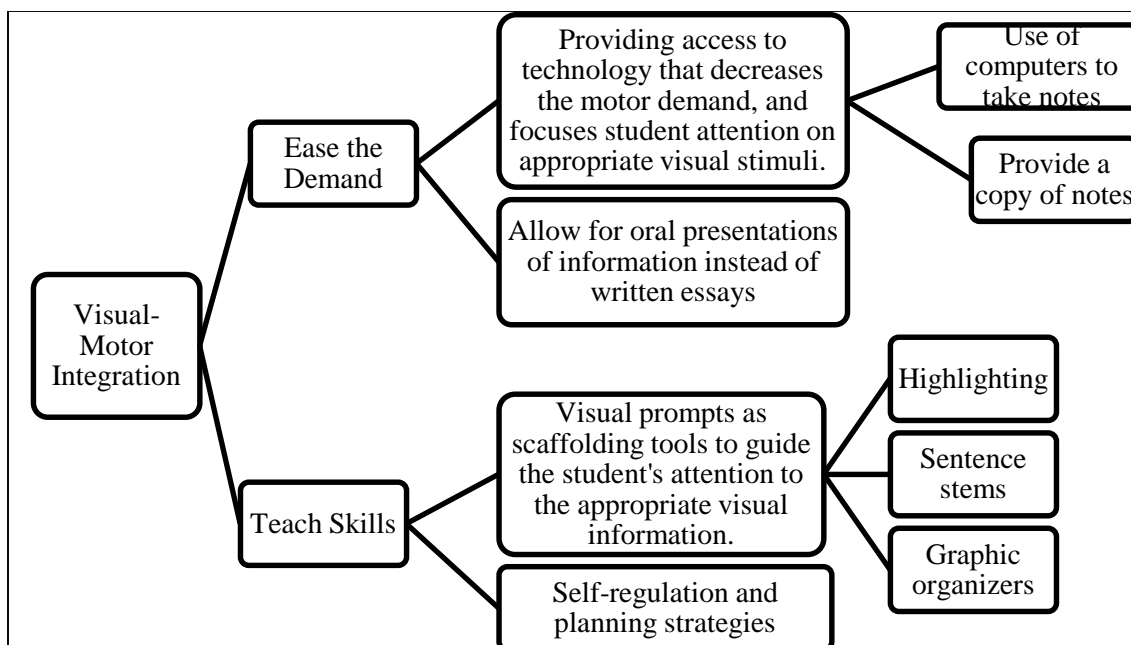 Visual-
Motor
Integration
Ease the
Demand
Providing access to
technology that decreases
the motor demand, and
focuses student attention on
appropriate visual stimuli.
Use of
computers to
take notes
Provide a
copy of notes
Allow for oral presentations
of information instead of
written essays
Teach Skills
Visual prompts as
scaffolding tools to guide
the student's attention to
the appropriate visual
information.
Highlighting
Sentence
stems
Graphic
organizers
Self-regulation and
planning strategies